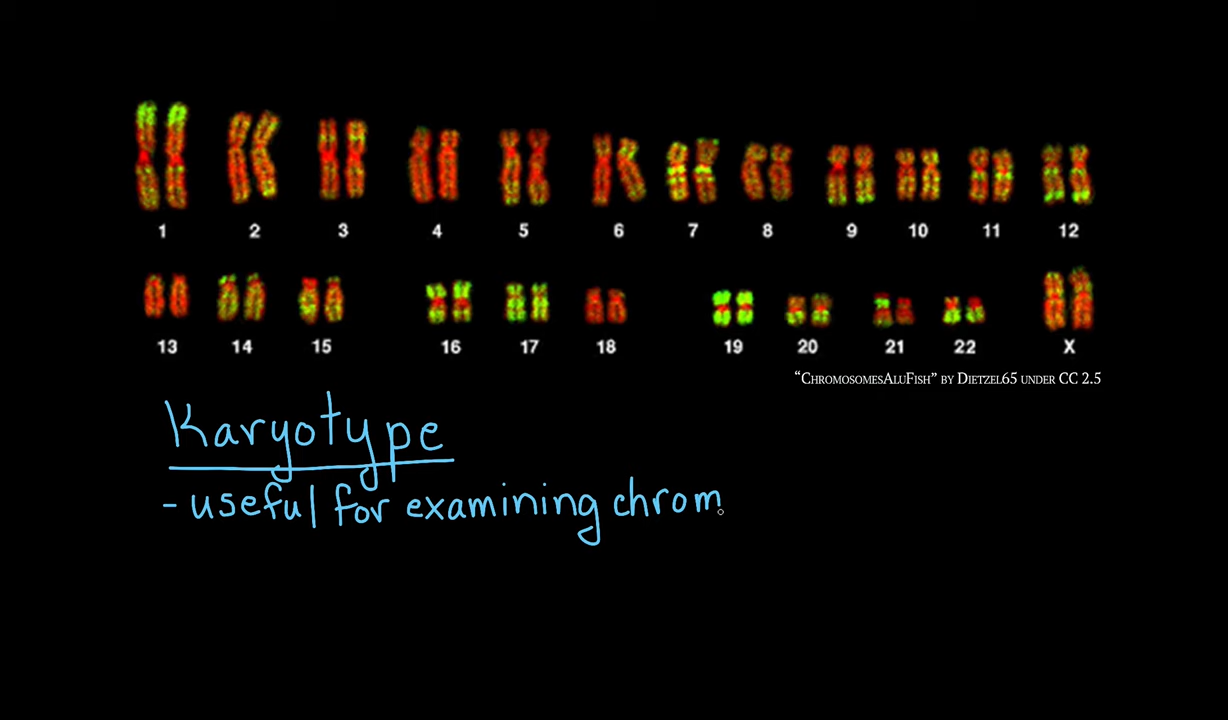 1 2 3 4 5 6 7 8 9 10 11 12
13 14 15 16 17 18 19 20 21 22 X
“ChromosomesAluFish” by Dietzel65 under CC 2.5
Karyotype
- useful for examining chrom